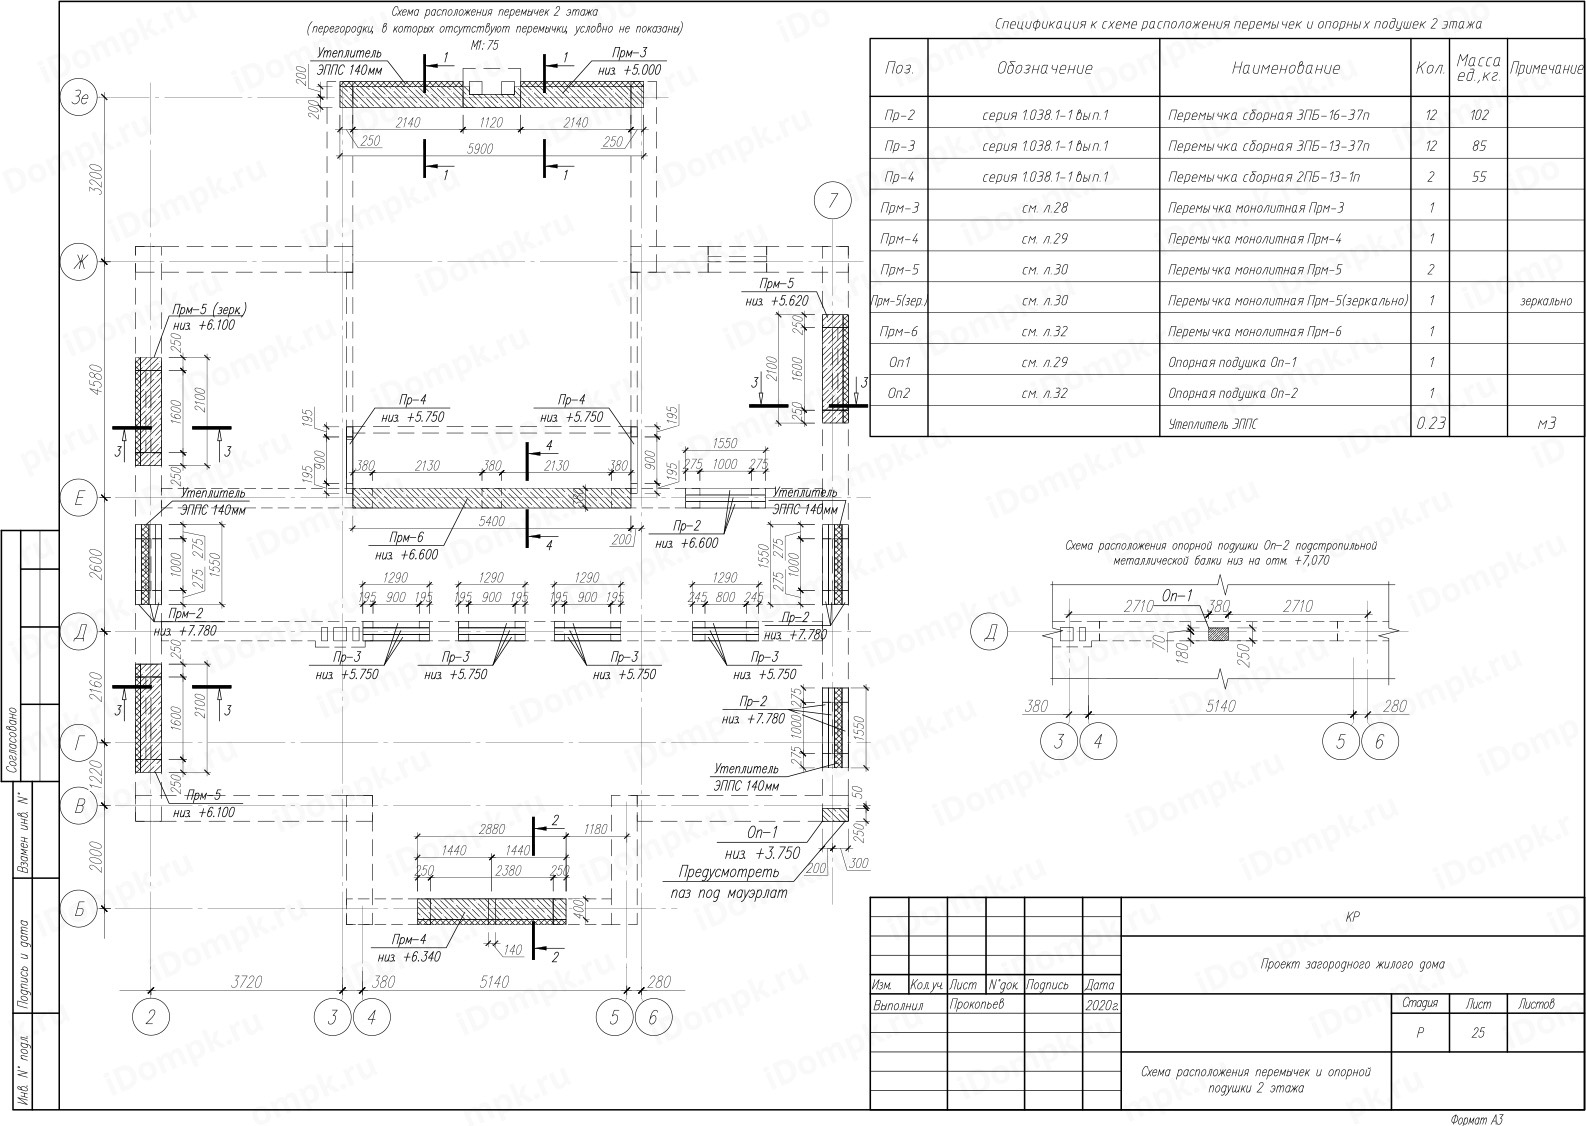 Схема расположения перемычек 2 этажа
(перегородки, в которых отсутствуют перемычки, условно не показаны)
М1:75
Утеплитель
ЭППС 140мм
Прм-3
низ. +5.000
1
1
200
200
2140
1120
2140
250
250
5900
1
1
Зе
3200
Ж
4580
Е
2600
Д
2160
Г
1220
В
2000
Б
7
Прм-5 (зерк.)
низ. +6.100
250
1600
2100
250
3
3
Прм-5
низ. +5.620
250
2100
1600
250
3
3
Пр-4
низ. +5.750
Пр-4
низ. +5.750
195
900
195
195
900
195
4
380
2130
380
2130
380
380
1550
275
1000
275
Утеплитель
ЭППС 140мм
Утеплитель
ЭППС 140мм
Прм-6
низ. +6.600
5400
200
4
Пр-2
низ. +6.600
275
1000
275
1550
1550
275
1000
275
Прм-2
низ. +7.780
Пр-2
низ. +7.780
1290
1290
1290
1290
195
900
195
195
900
195
195
900
195
245
800
245
Пр-3
низ. +5.750
Пр-3
низ. +5.750
Пр-3
низ. +5.750
Пр-3
низ. +5.750
250
1600
2100
250
3
3
Прм-5
низ. +6.100
Пр-2
низ. +7.780
275
1000
275
1550
Утеплитель
ЭППС 140мм
50
250
Оп-1
низ. +3.750
200
300
Предусмотреть
паз под мауэрлат
2880
2
1180
1440
1440
250
2380
250
400
Прм-4
низ. +6.340
140
2
3720
380
5140
280
2
3
4
5
6
Спецификация к схеме расположения перемычек и опорных подушек 2 этажа
Поз. Обозначение Наименование Кол. Масса ед.,кг. Примечание
Пр-2 серия 1.038.1-1 вып.1 Перемычка сборная 3ПБ-16-37п 12 102
Пр-3 серия 1.038.1-1 вып.1 Перемычка сборная 3ПБ-13-37п 12 85
Пр-4 серия 1.038.1-1 вып.1 Перемычка сборная 2ПБ-13-1п 2 55
Прм-3 см. л.28 Перемычка монолитная Прм-3 1
Прм-4 см. л.29 Перемычка монолитная Прм-4 1
Прм-5 см. л.30 Перемычка монолитная Прм-5 2
Прм-5(зер.) см. л.30 Перемычка монолитная Прм-5(зеркально) 1 зеркально
Прм-6 см. л.32 Перемычка монолитная Прм-6 1
Оп1 см. л.29 Опорная подушка Оп-1 1
Оп2 см. л.32 Опорная подушка Оп-2 1
Утеплитель ЭППС 0.23 м3
Схема расположения опорной подушки Оп-2 подстропильной
металлической балки низ на отм. +7,070
2710
Оп-1
380
2710
Д
70
180
250
380
5140
280
3
4
5
6
Согласовано
Взамен инв. N°
Подпись и дата
Инв. N° подл.
КР
Проект загородного жилого дома
Изм. Кол.уч. Лист N°док. Подпись Дата
Выполнил Прокопьев 2020г.
Стадия Лист Листов
Р 25
Схема расположения перемычек и опорной
подушки 2 этажа
Формат А3
iDompk.ru